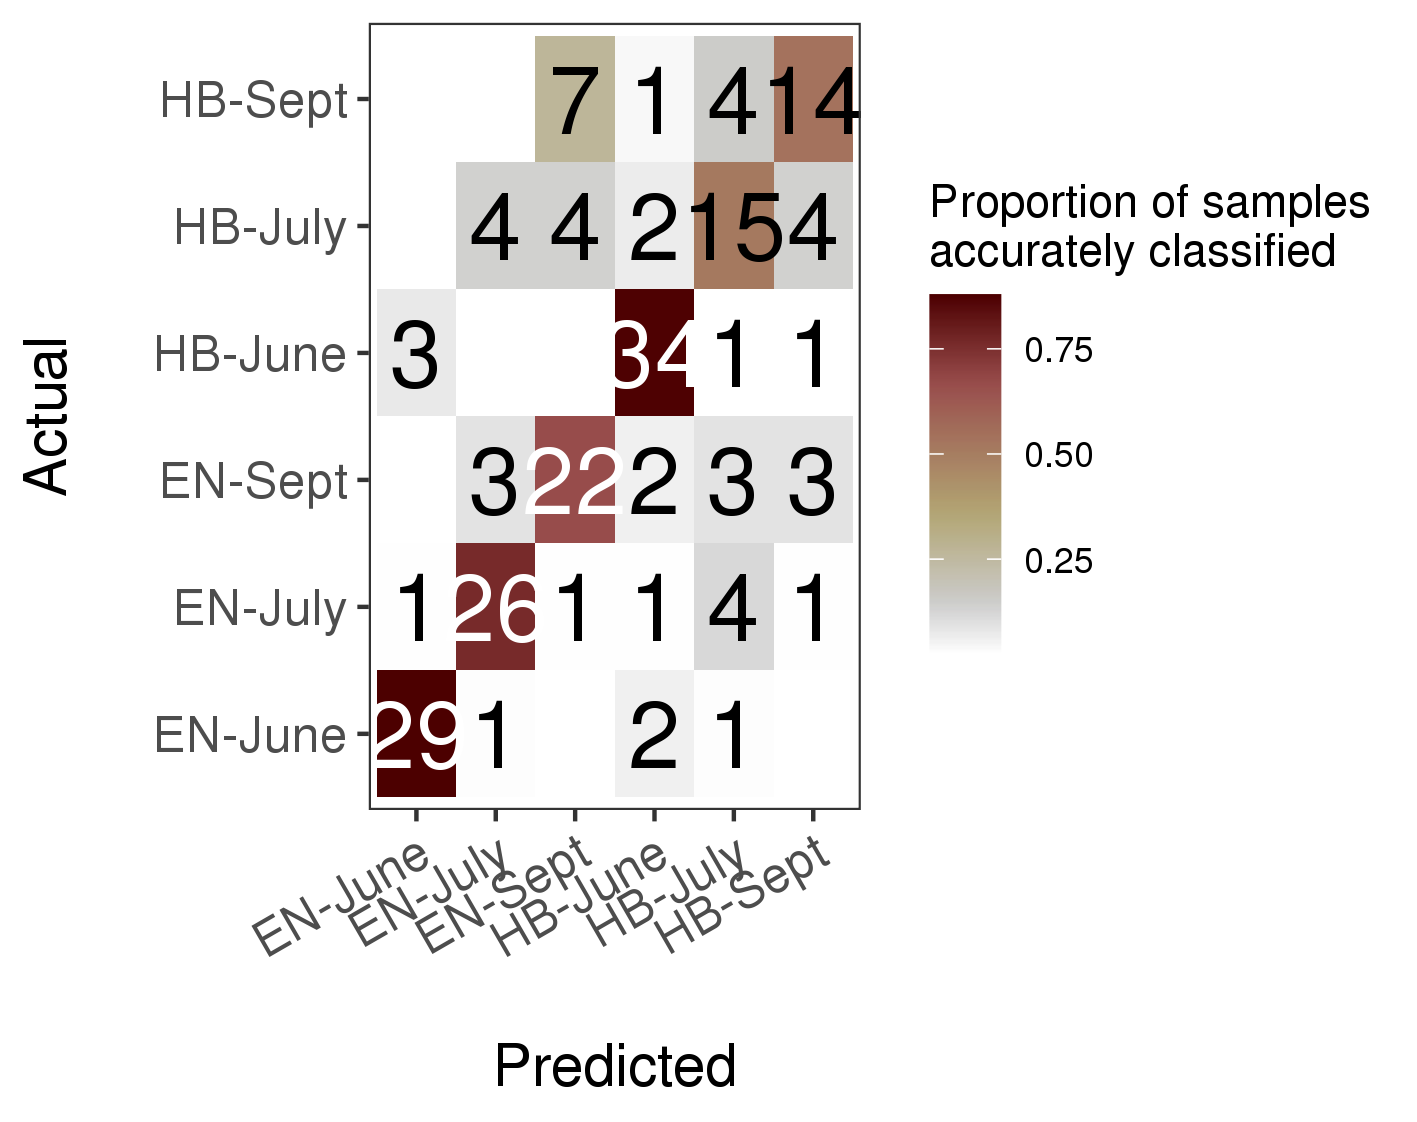 HB-Sept 7 1 4 14
HB-July 4 4 2 15 4
HB-June 3 34 1 1
EN-Sept 3 22 2 3 3
EN-July 1 26 1 1 4 1
EN-June 29 1 2 1
Actual
EN-June EN-July EN-Sept HB-June HB-July HB-Sept
Predicted
Proportion of samples
accurately classified
0.75
0.50
0.25